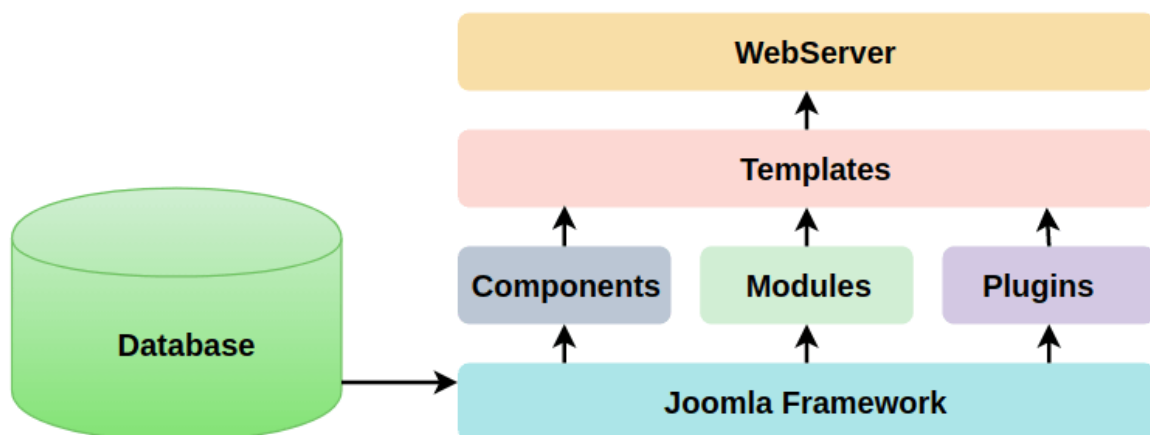 WebServer
Templates
Components
Modules
Plugins
Database
Joomla Framework